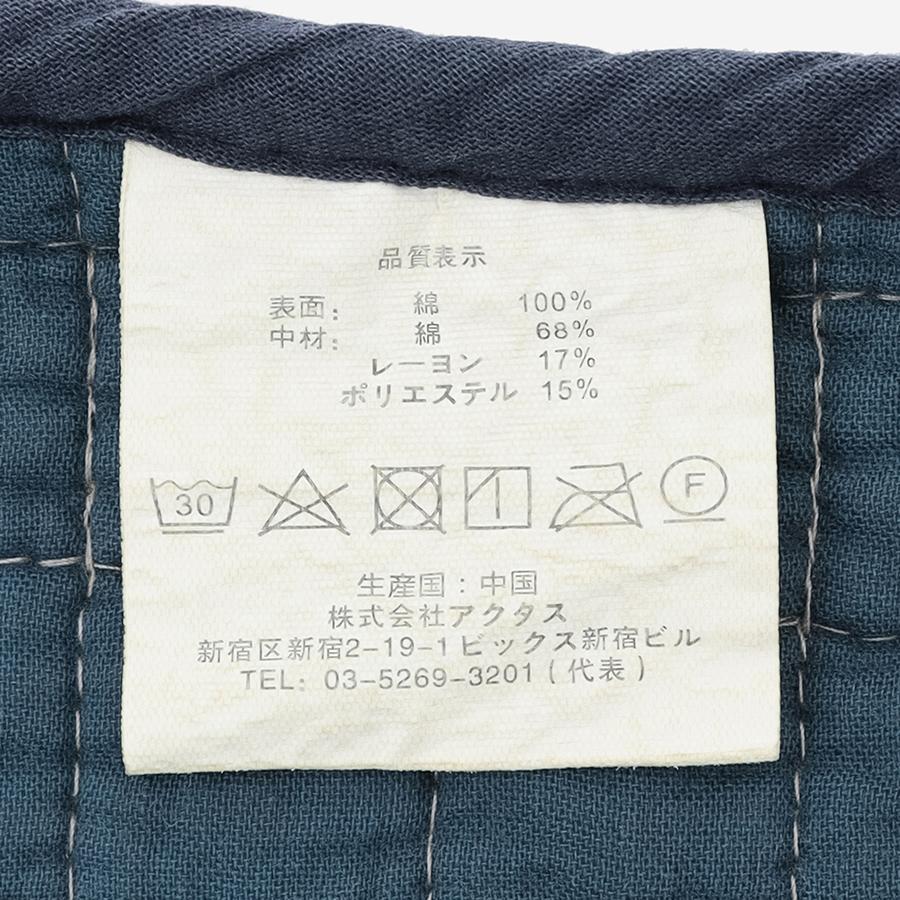 品質表示
表面: 綿 100%
中材: 綿 68%
レーヨン 17%
ポリエステル 15%
30 F
生産国：中国
株式会社アクタス
新宿区新宿2-19-1ビックス新宿ビル
TEL: 03-5269-3201(代表)